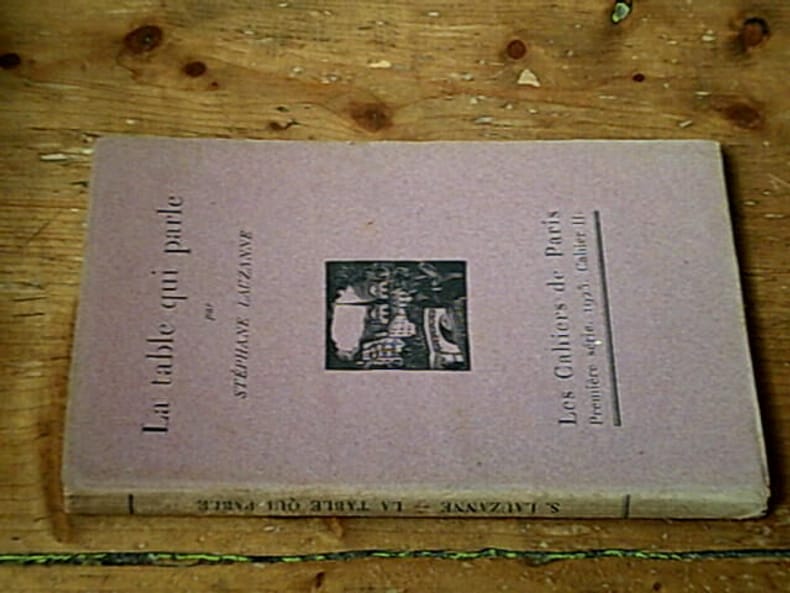 La table qui parle
par
STÉPHANE LAUZANNE
Les Cahiers de Paris
Première série. 1925. Cahier II.
S. LAUZANNE — LA TABLE QUI PARLE